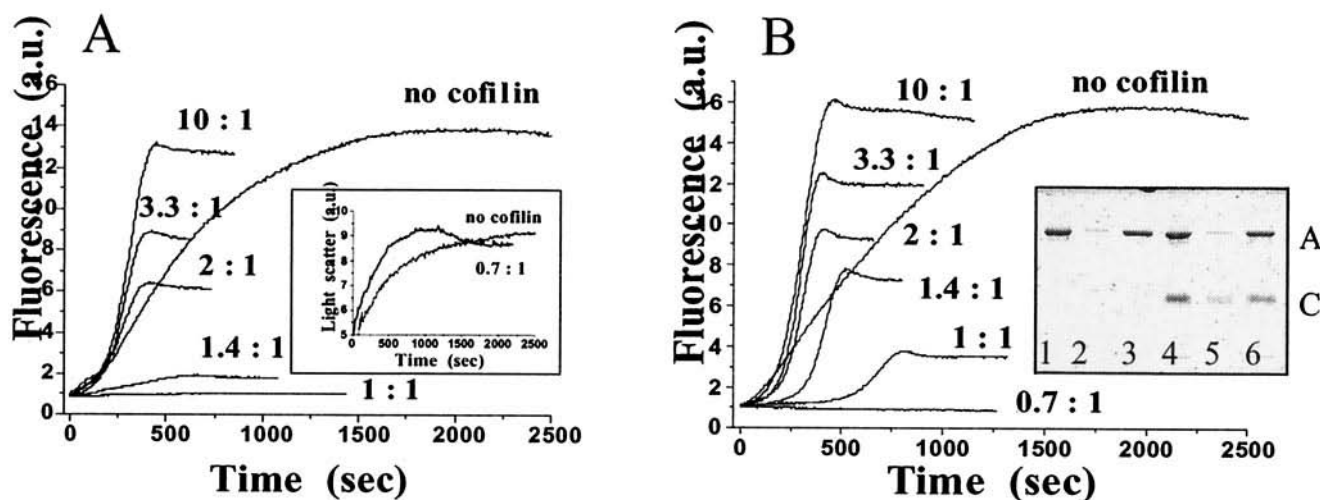 A
Fluorescence (a.u.)
16
14
12
10
8
6
4
2
0
no cofilin
10 : 1
3.3 : 1
2 : 1
1.4 : 1
1 : 1
Light scatter (a.u.)
10
9
8
7
6
5
no cofilin
0.7 : 1
0 500 1000 1500 2000 2500
Time (sec)
0 500 1000 1500 2000 2500
Time (sec)
B
Fluorescence (a.u.)
16
14
12
10
8
6
4
2
0
no cofilin
10 : 1
3.3 : 1
2 : 1
1.4 : 1
1 : 1
0.7 : 1
A
C
1 2 3 4 5 6
0 500 1000 1500 2000 2500
Time (sec)